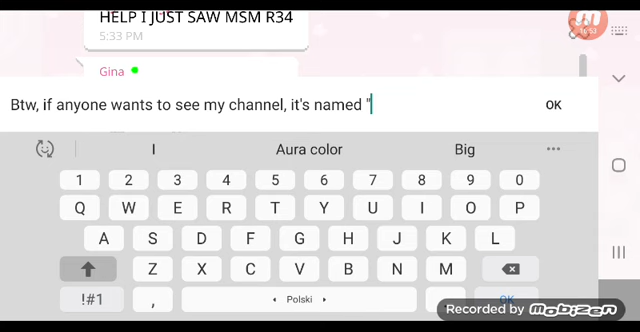 HELP I JUST SAW MSM R34
5:33 PM
Gina
Btw, if anyone wants to see my channel, it's named "
OK
I Aura color Big
1 2 3 4 5 6 7 8 9 0
Q W E R T Y U I O P
A S D F G H J K L
Z X C V B N M
!#1 , Polski . OK
Recorded by Mobizen